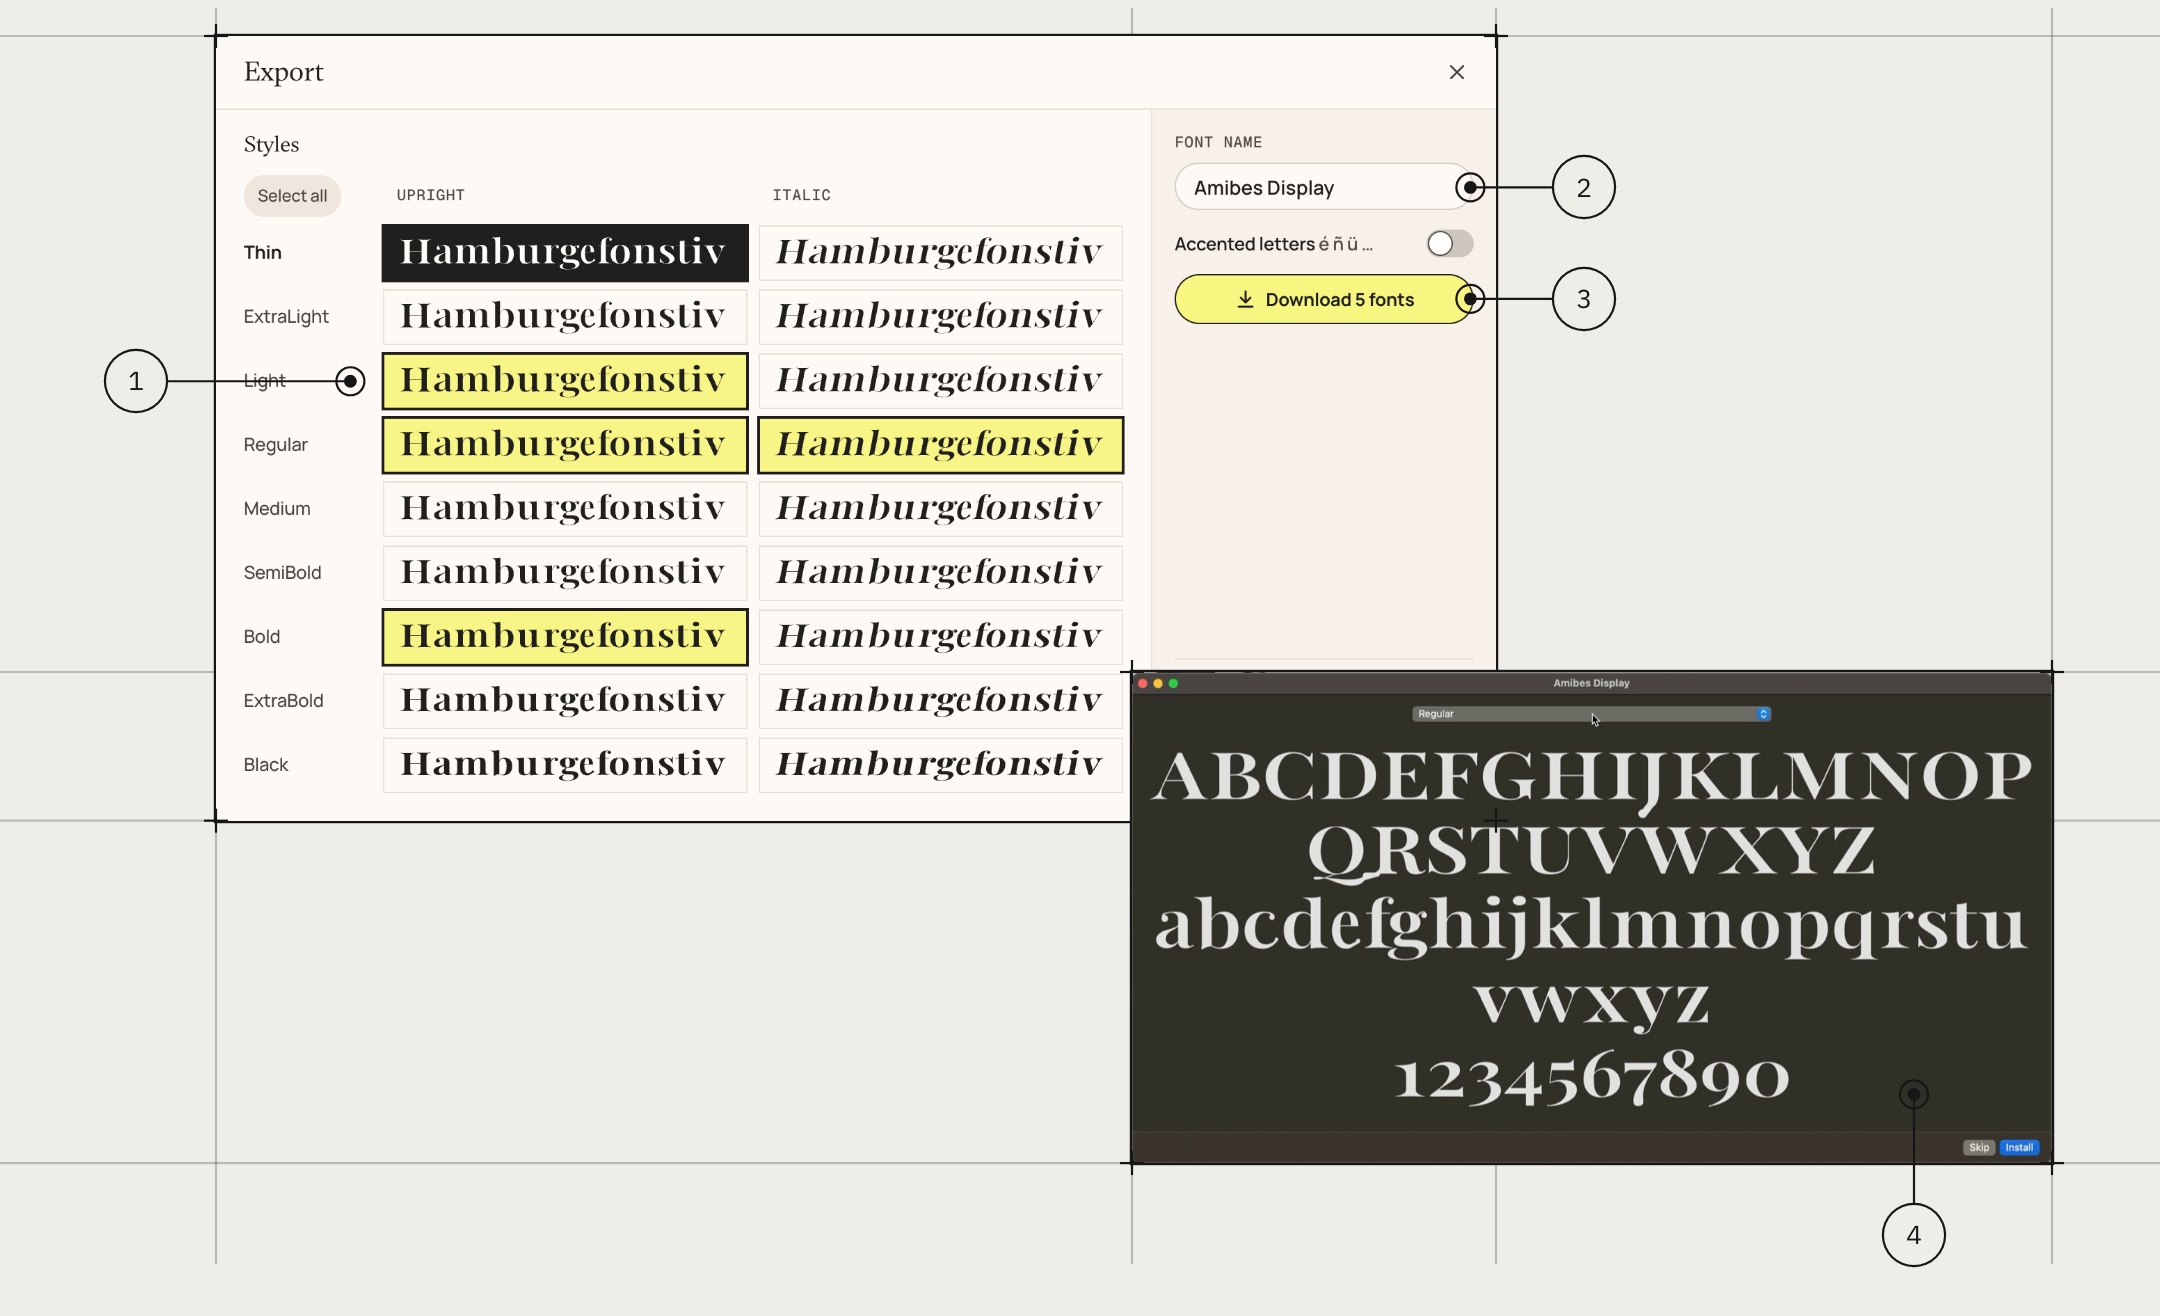 Export
Styles
Select all
UPRIGHT
ITALIC
Thin
Hamburgefonstiv
Hamburgefonstiv
ExtraLight
Hamburgefonstiv
Hamburgefonstiv
1
Light
Hamburgefonstiv
Hamburgefonstiv
Regular
Hamburgefonstiv
Hamburgefonstiv
Medium
Hamburgefonstiv
Hamburgefonstiv
SemiBold
Hamburgefonstiv
Hamburgefonstiv
Bold
Hamburgefonstiv
Hamburgefonstiv
ExtraBold
Hamburgefonstiv
Hamburgefonstiv
Black
Hamburgefonstiv
Hamburgefonstiv
FONT NAME
Amibes Display
2
Accented letters é ñ ü ...
Download 5 fonts
3
Amibes Display
Regular
ABCDEFGHIJKLMNOP
QRSTUVWXYZ
abcdefghijklmnopqrstu
vwxyz
1234567890
Skip
Install
4